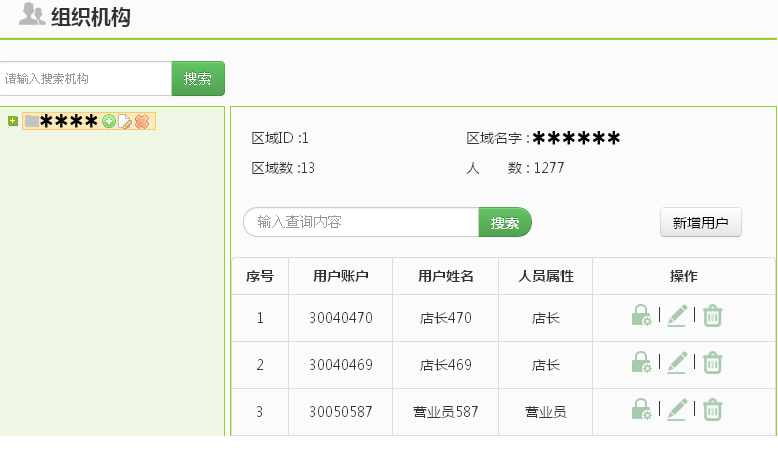 组织机构
请输入搜索机构 搜索
✱✱✱✱
区域ID :1 区域名字 : ✱✱✱✱✱✱
区域数 :13 人 数 : 1277
输入查询内容 搜索 新增用户
序号 用户账户 用户姓名 人员属性 操作
1 30040470 店长470 店长 | |
2 30040469 店长469 店长 | |
3 30050587 营业员587 营业员 | |